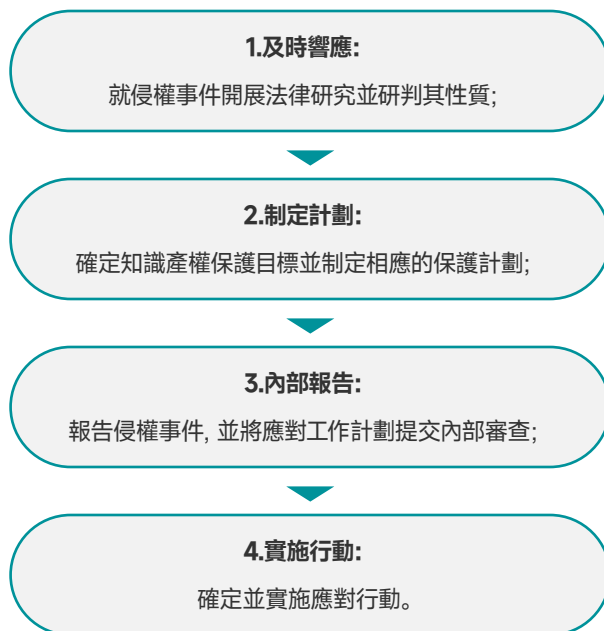 1.及時響應:
就侵權事件開展法律研究並研判其性質;
2.制定計劃:
確定知識產權保護目標並制定相應的保護計劃;
3.內部報告:
報告侵權事件, 並將應對工作計劃提交內部審查;
4.實施行動:
確定並實施應對行動。